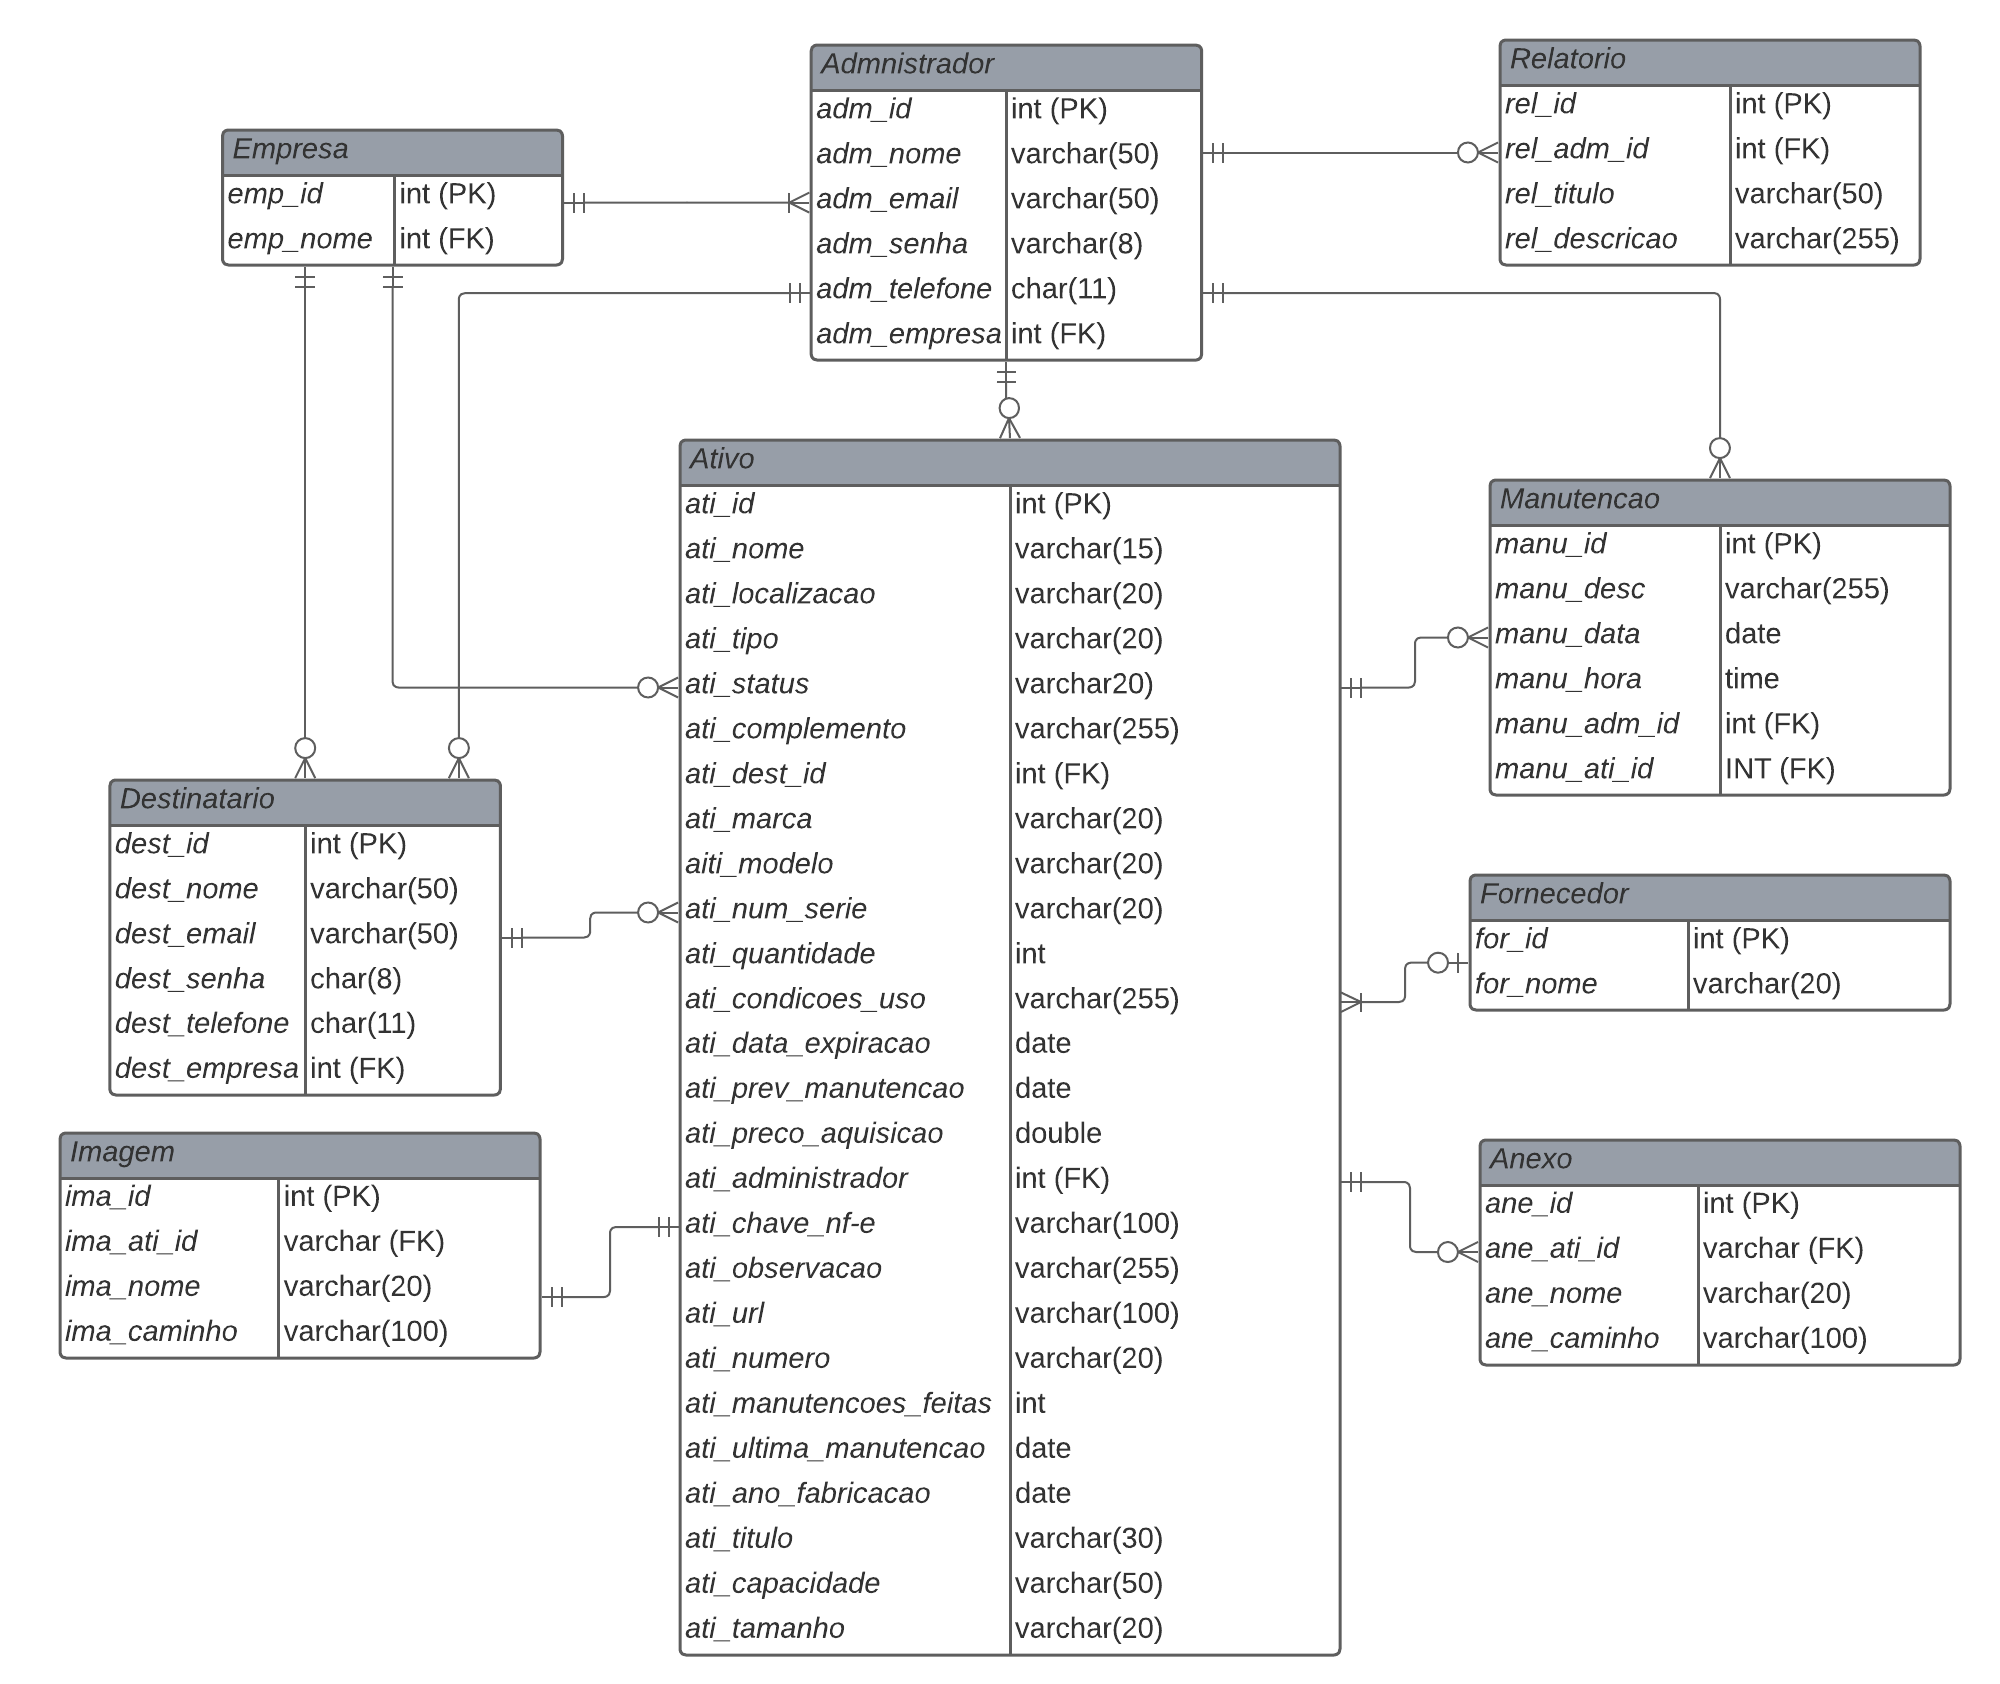 Admnistrador
adm_id int (PK)
adm_nome varchar(50)
adm_email varchar(50)
adm_senha varchar(8)
adm_telefone char(11)
adm_empresa int (FK)
Relatorio
rel_id int (PK)
rel_adm_id int (FK)
rel_titulo varchar(50)
rel_descricao varchar(255)
Empresa
emp_id int (PK)
emp_nome int (FK)
Ativo
ati_id int (PK)
ati_nome varchar(15)
ati_localizacao varchar(20)
ati_tipo varchar(20)
ati_status varchar20)
ati_complemento varchar(255)
ati_dest_id int (FK)
ati_marca varchar(20)
aiti_modelo varchar(20)
ati_num_serie varchar(20)
ati_quantidade int
ati_condicoes_uso varchar(255)
ati_data_expiracao date
ati_prev_manutencao date
ati_preco_aquisicao double
ati_administrador int (FK)
ati_chave_nf-e varchar(100)
ati_observacao varchar(255)
ati_url varchar(100)
ati_numero varchar(20)
ati_manutencoes_feitas int
ati_ultima_manutencao date
ati_ano_fabricacao date
ati_titulo varchar(30)
ati_capacidade varchar(50)
ati_tamanho varchar(20)
Manutencao
manu_id int (PK)
manu_desc varchar(255)
manu_data date
manu_hora time
manu_adm_id int (FK)
manu_ati_id INT (FK)
Destinatario
dest_id int (PK)
dest_nome varchar(50)
dest_email varchar(50)
dest_senha char(8)
dest_telefone char(11)
dest_empresa int (FK)
Fornecedor
for_id int (PK)
for_nome varchar(20)
Imagem
ima_id int (PK)
ima_ati_id varchar (FK)
ima_nome varchar(20)
ima_caminho varchar(100)
Anexo
ane_id int (PK)
ane_ati_id varchar (FK)
ane_nome varchar(20)
ane_caminho varchar(100)